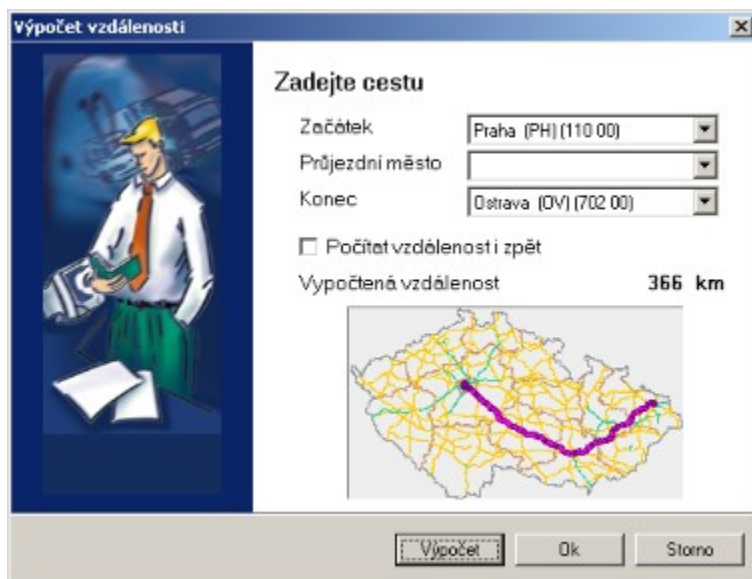 Výpočet vzdálenosti
Zadejte cestu
Začátek Praha (PH) (110 00)
Průjezdní město
Konec Ostrava (OV) (702 00)
Počítat vzdálenost i zpět
Vypočtená vzdálenost 366 km
Výpočet Ok Storno